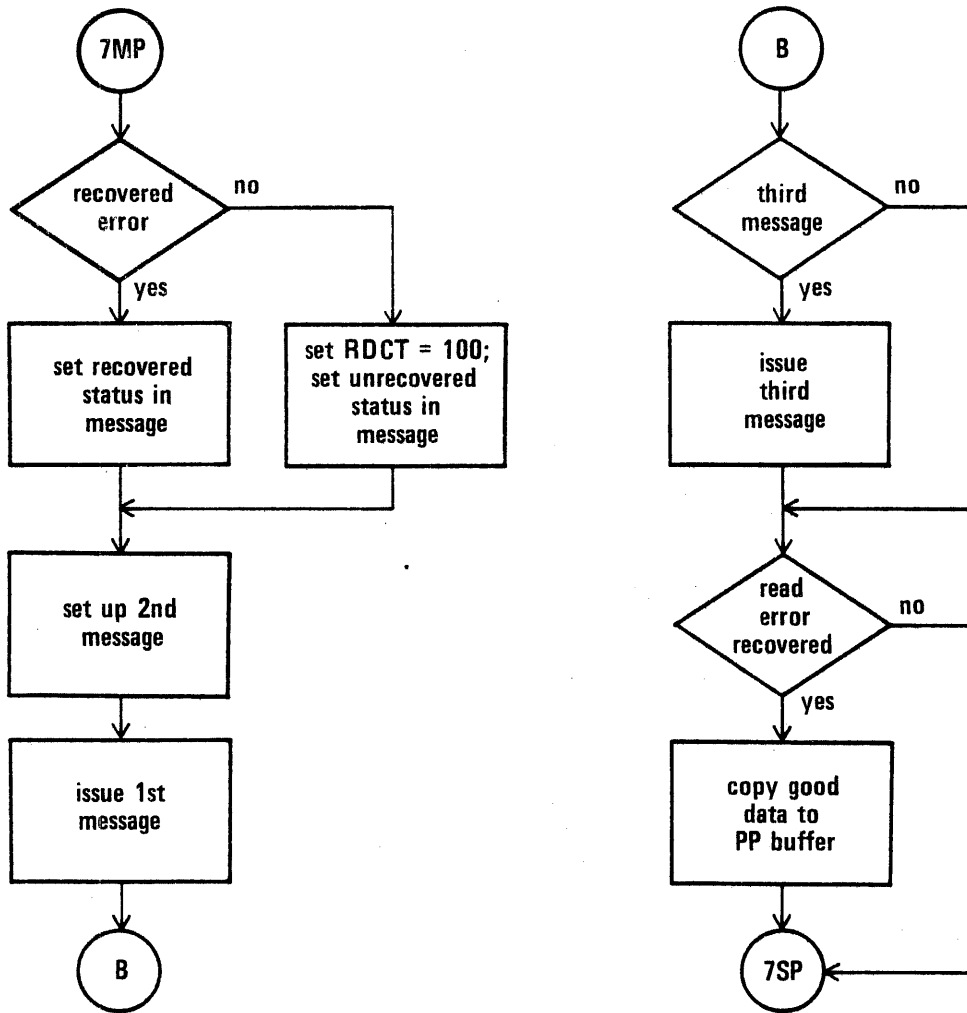 7MP
recovered
error
no
yes
set recovered
status in
message
set RDCT = 100;
set unrecovered
status in
message
set up 2nd
message
issue 1st
message
B
B
third
message
no
yes
issue
third
message
read
error
recovered
no
yes
copy good
data to
PP buffer
7SP